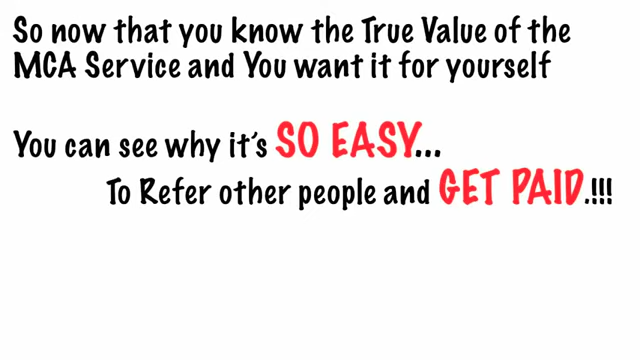 So now that you know the True Value of the
MCA Service and You want it for yourself
You can see why it's SO EASY...
To Refer other people and GET PAID.!!!